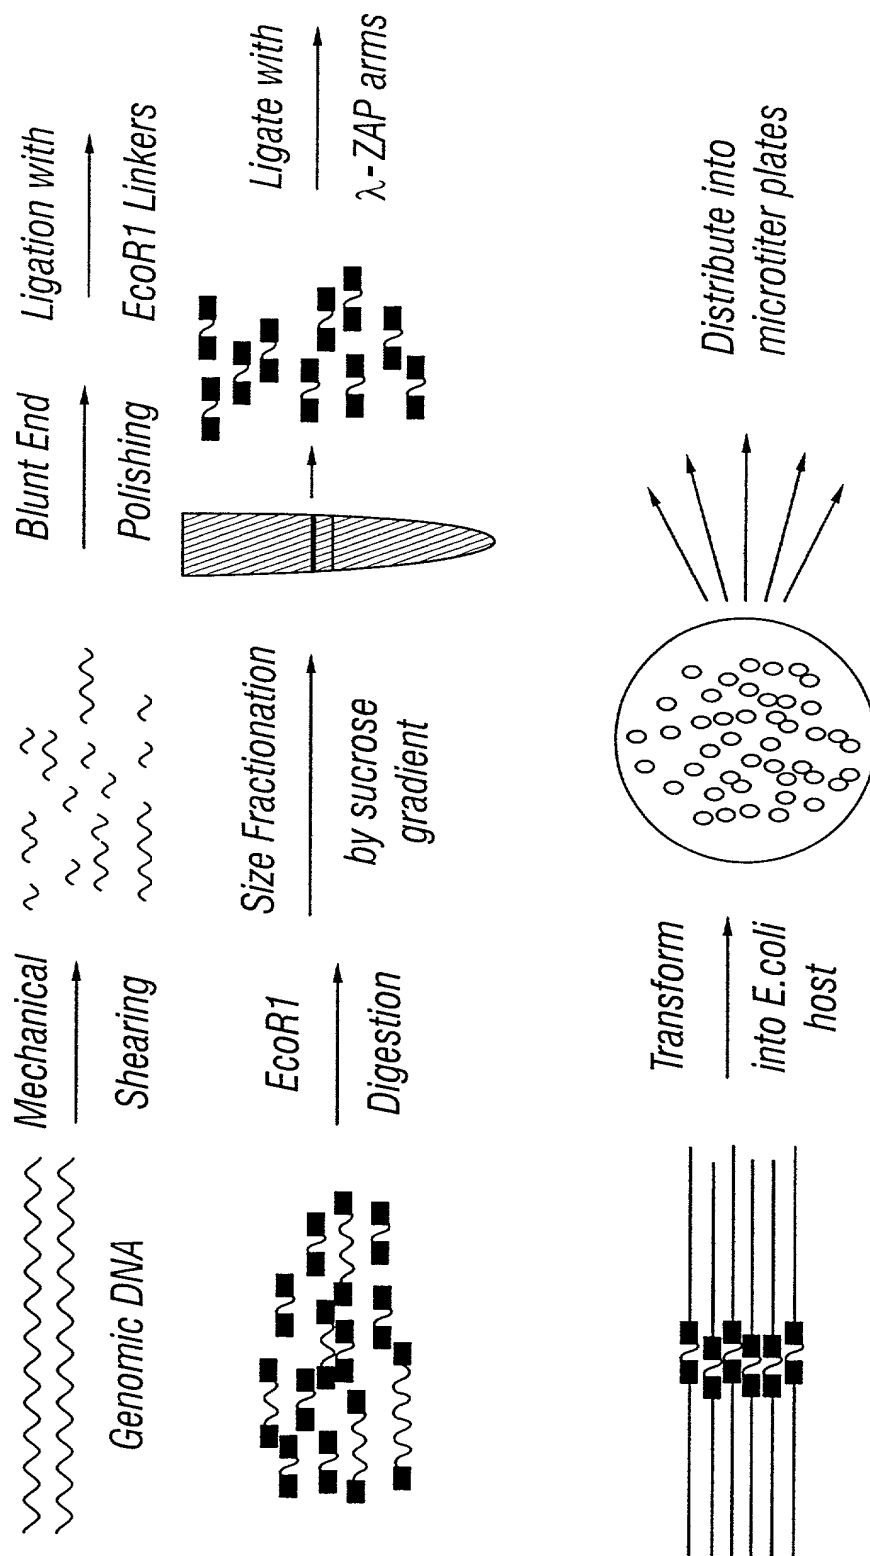 Genomic DNA
Mechanical
Shearing
Blunt End
Polishing
Ligation with
EcoR1 Linkers
EcoR1
Digestion
Size Fractionation
by sucrose
gradient
Ligate with
λ-ZAP arms
Transform
into E.coli
host
Distribute into
microtiter plates